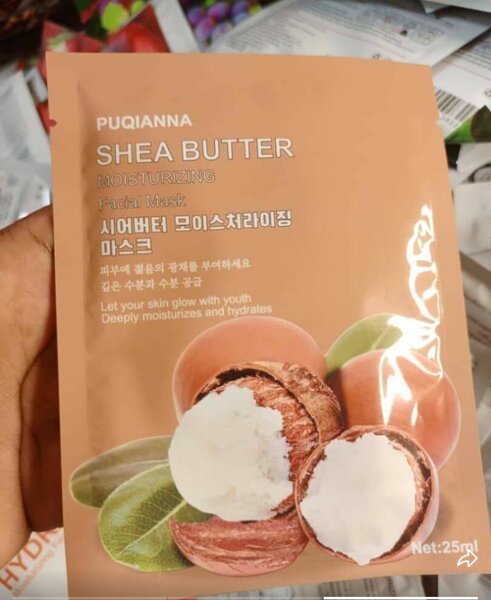 PUQIANNA
SHEA BUTTER
MOISTURIZING
Facial Mask
시어버터 모이스처라이징
마스크
피부에 젊음의 광채를 부여하세요
깊은 수분과 수분 공급
Let your skin glow with youth
Deeply moisturizes and hydrates
Net:25ml
HYDR